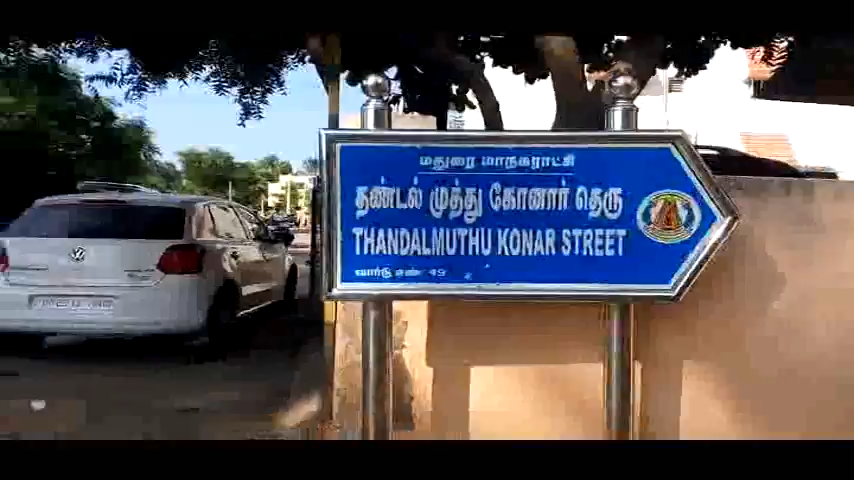 மதுரை மாநகராட்சி
தண்டல் முத்து கோனார் தெரு
THANDALMUTHU KONAR STREET
வார்டு எண் 49